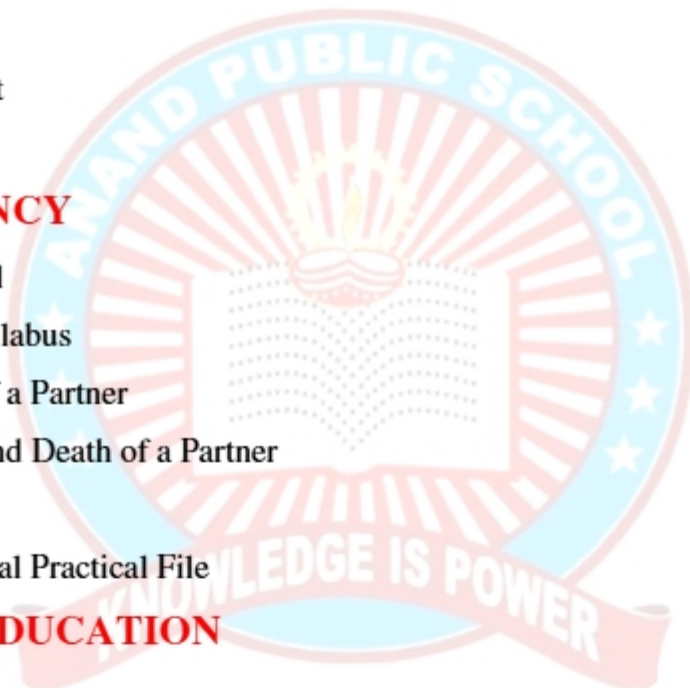 ANAND PUBLIC SCHOOL
t
NCY
l
labus
a Partner
nd Death of a Partner
al Practical File
KNOWLEDGE IS POWER
DUCATION